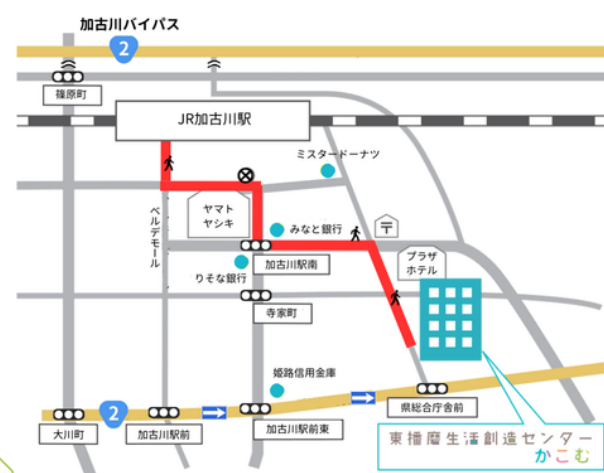 加古川バイパス
2
篠原町
JR加古川駅
ミスタードーナツ
ヤマト
ヤシキ
ベルデモール
みなと銀行
〒
加古川駅南
プラザ
ホテル
りそな銀行
寺家町
姫路信用金庫
2
大川町
加古川駅前
加古川駅前東
県総合庁舎前
東播磨生活創造センター
かこむ